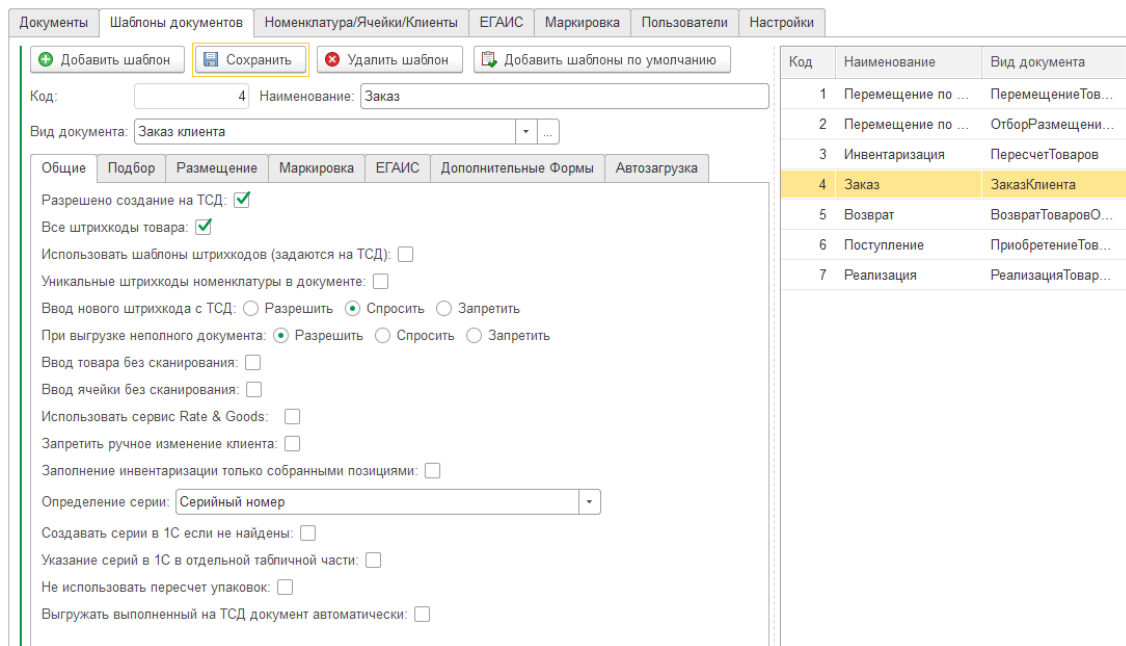 Документы Шаблоны документов Номенклатура/Ячейки/Клиенты ЕГАИС Маркировка Пользователи Настройки
Добавить шаблон Сохранить Удалить шаблон Добавить шаблоны по умолчанию
Код: 4 Наименование: Заказ
Вид документа: Заказ клиента ...
Общие Подбор Размещение Маркировка ЕГАИС Дополнительные Формы Автозагрузка
Разрешено создание на ТСД:
Все штрихкоды товара:
Использовать шаблоны штрихкодов (задаются на ТСД):
Уникальные штрихкоды номенклатуры в документе:
Ввод нового штрихкода с ТСД: Разрешить Спросить Запретить
При выгрузке неполного документа: Разрешить Спросить Запретить
Ввод товара без сканирования:
Ввод ячейки без сканирования:
Использовать сервис Rate & Goods:
Запретить ручное изменение клиента:
Заполнение инвентаризации только собранными позициями:
Определение серии: Серийный номер
Создавать серии в 1С если не найдены:
Указание серий в 1С в отдельной табличной части:
Не использовать пересчет упаковок:
Выгружать выполненный на ТСД документ автоматически:
Код Наименование Вид документа
1 Перемещение по ... ПеремещениеТов...
2 Перемещение по ... ОтборРазмещени...
3 Инвентаризация ПересчетТоваров
4 Заказ ЗаказКлиента
5 Возврат ВозвратТоваровО...
6 Поступление ПриобретениеТов...
7 Реализация РеализацияТовар...